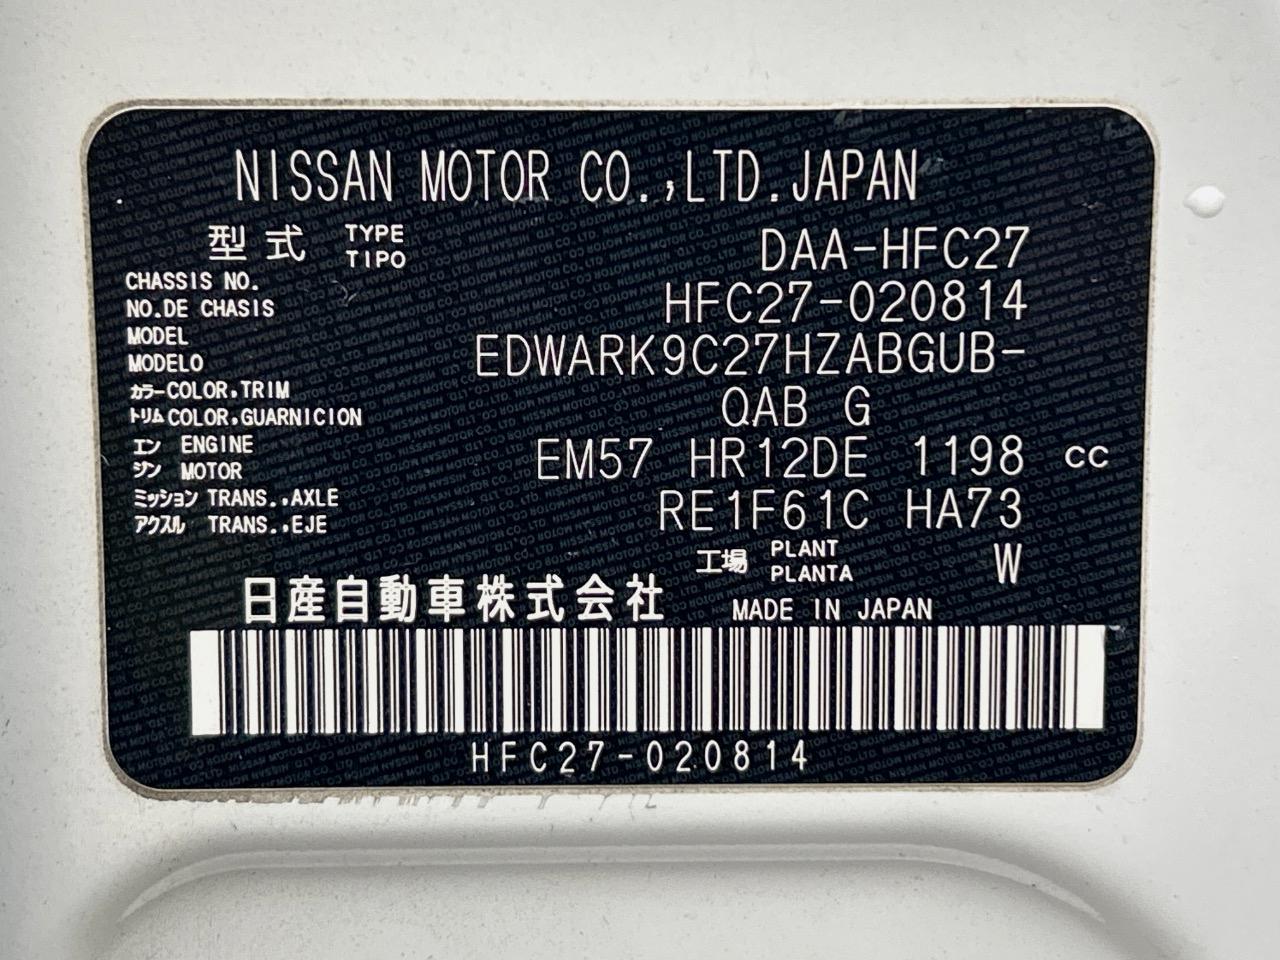 NISSAN MOTOR CO.,LTD.JAPAN
型式 TYPE TIPO DAA-HFC27
CHASSIS NO.
NO.DE CHASIS HFC27-020814
MODEL
MODELO EDWARK9C27HZABGUB-
カラー COLOR,TRIM
トリム COLOR,GUARNICION QAB G
エン ENGINE
ジン MOTOR EM57 HR12DE 1198 cc
ミッション TRANS.,AXLE
アクスル TRANS.,EJE RE1F61C HA73
工場 PLANT PLANTA W
日産自動車株式会社 MADE IN JAPAN
HFC27-020814